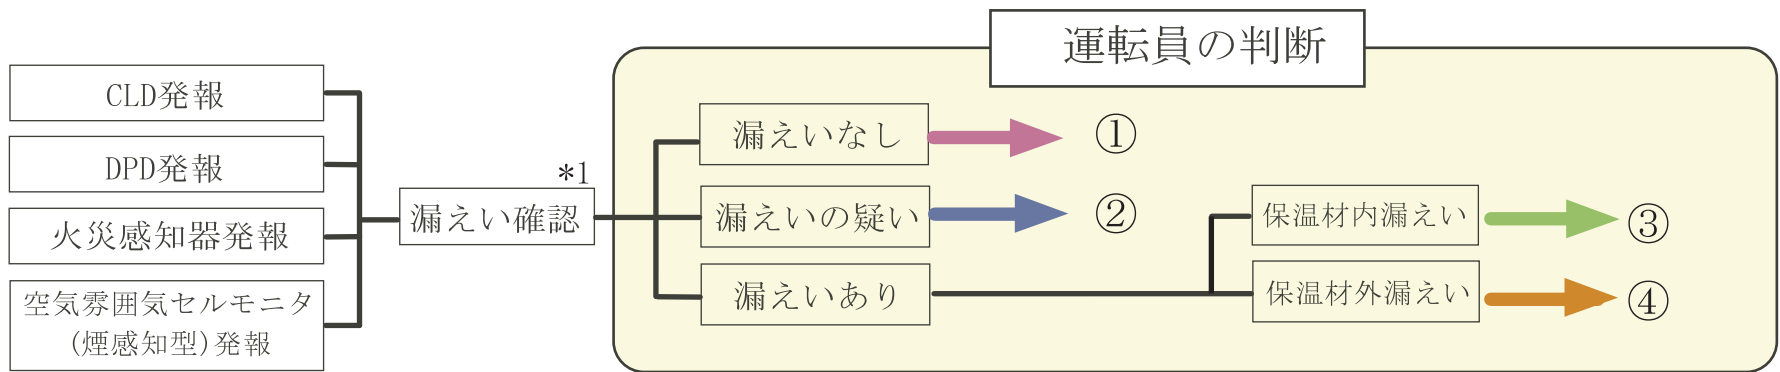 運転員の判断
CLD発報
DPD発報
火災感知器発報
空気雰囲気セルモニタ
(煙感知型)発報
*1
漏えい確認
漏えいなし
①
漏えいの疑い
②
漏えいあり
保温材内漏えい
③
保温材外漏えい
④